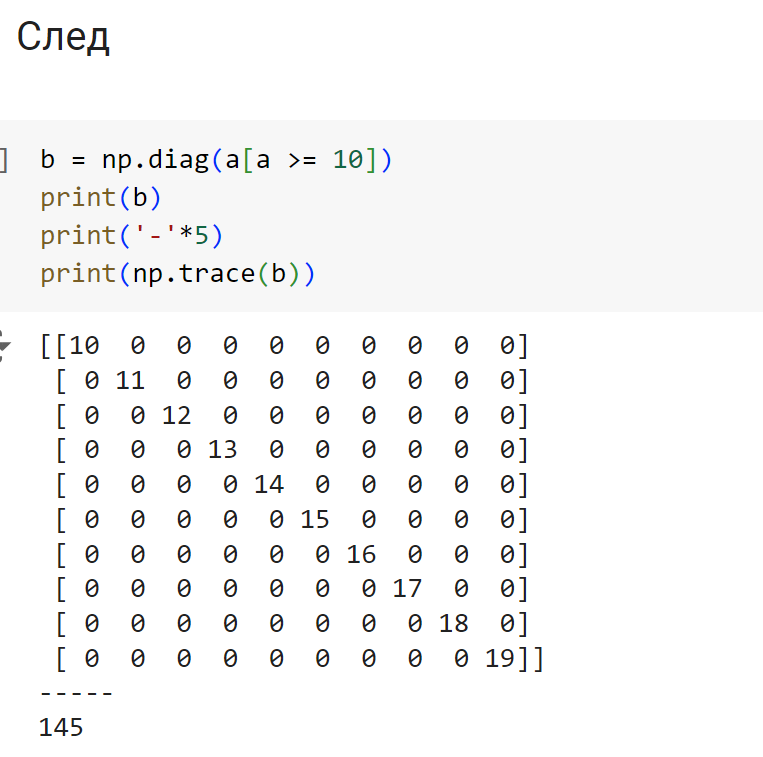 След
] b = np.diag(a[a >= 10])
print(b)
print('-'*5)
print(np.trace(b))
[[10  0  0  0  0  0  0  0  0  0]
 [ 0 11  0  0  0  0  0  0  0  0]
 [ 0  0 12  0  0  0  0  0  0  0]
 [ 0  0  0 13  0  0  0  0  0  0]
 [ 0  0  0  0 14  0  0  0  0  0]
 [ 0  0  0  0  0 15  0  0  0  0]
 [ 0  0  0  0  0  0 16  0  0  0]
 [ 0  0  0  0  0  0  0 17  0  0]
 [ 0  0  0  0  0  0  0  0 18  0]
 [ 0  0  0  0  0  0  0  0  0 19]]
-----
145